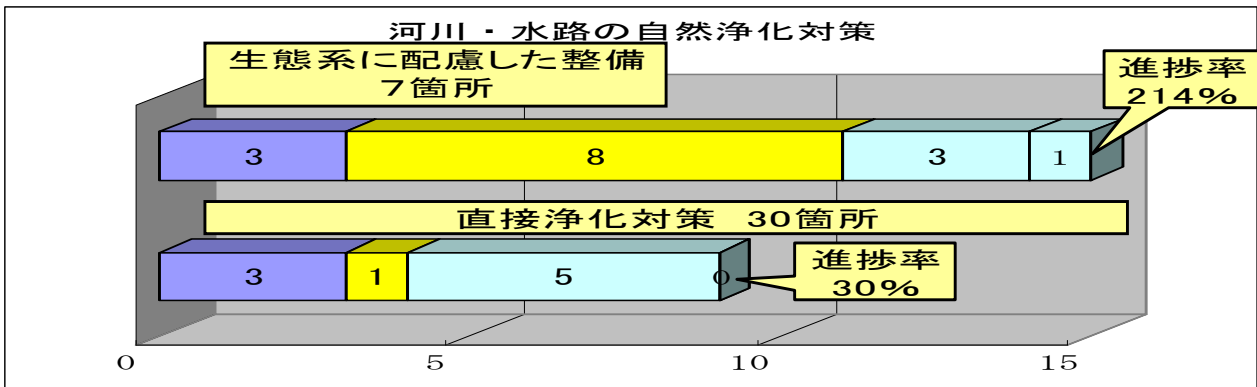 河川・水路の自然浄化対策
生態系に配慮した整備
7箇所
進捗率
214%
3 8 3 1
直接浄化対策 30箇所
3 1 5 0
進捗率
30%
0 5 10 15